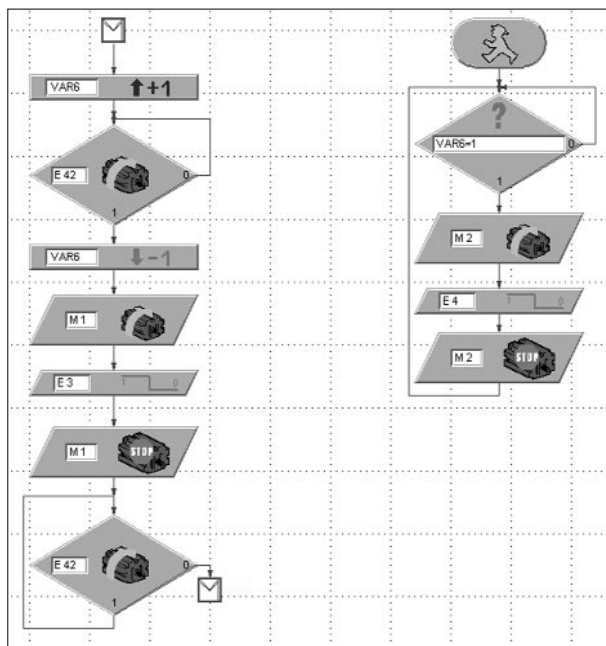 VAR6 +1
E 42
0
1
VAR6 -1
M 1
E 3
1 0
M 1
STOP
E 42
0
1
?
VAR6=1
0
1
M 2
E 4
1 0
M 2
STOP